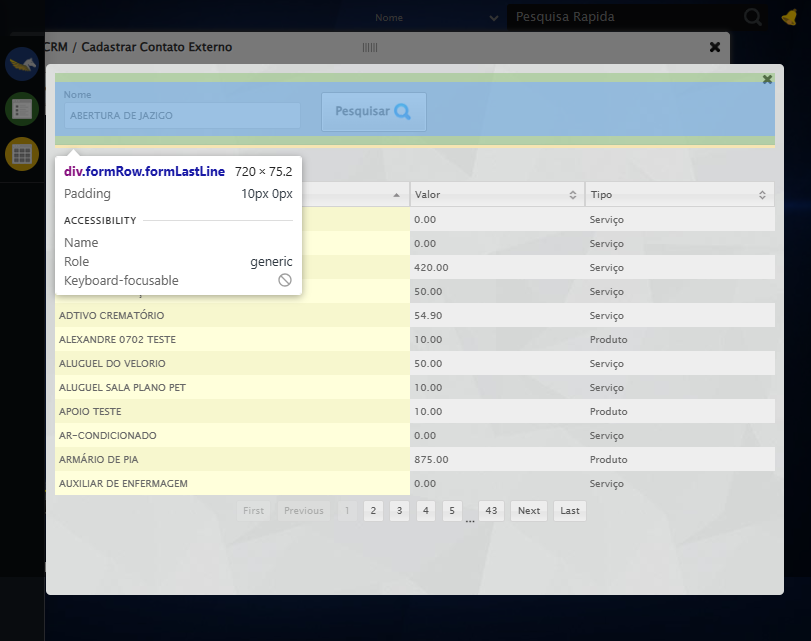 Nome
Pesquisa Rapida
CRM / Cadastrar Contato Externo
Nome
ABERTURA DE JAZIGO
Pesquisar
div.formRow.formLastLine 720 × 75.2
Padding 10px 0px
ACCESSIBILITY
Name
Role generic
Keyboard-focusable
Valor Tipo
0.00 Serviço
0.00 Serviço
420.00 Serviço
50.00 Serviço
ADTIVO CREMATÓRIO 54.90 Serviço
ALEXANDRE 0702 TESTE 10.00 Produto
ALUGUEL DO VELORIO 50.00 Serviço
ALUGUEL SALA PLANO PET 10.00 Serviço
APOIO TESTE 10.00 Produto
AR-CONDICIONADO 0.00 Serviço
ARMÁRIO DE PIA 875.00 Produto
AUXILIAR DE ENFERMAGEM 0.00 Serviço
First Previous 1 2 3 4 5 ... 43 Next Last